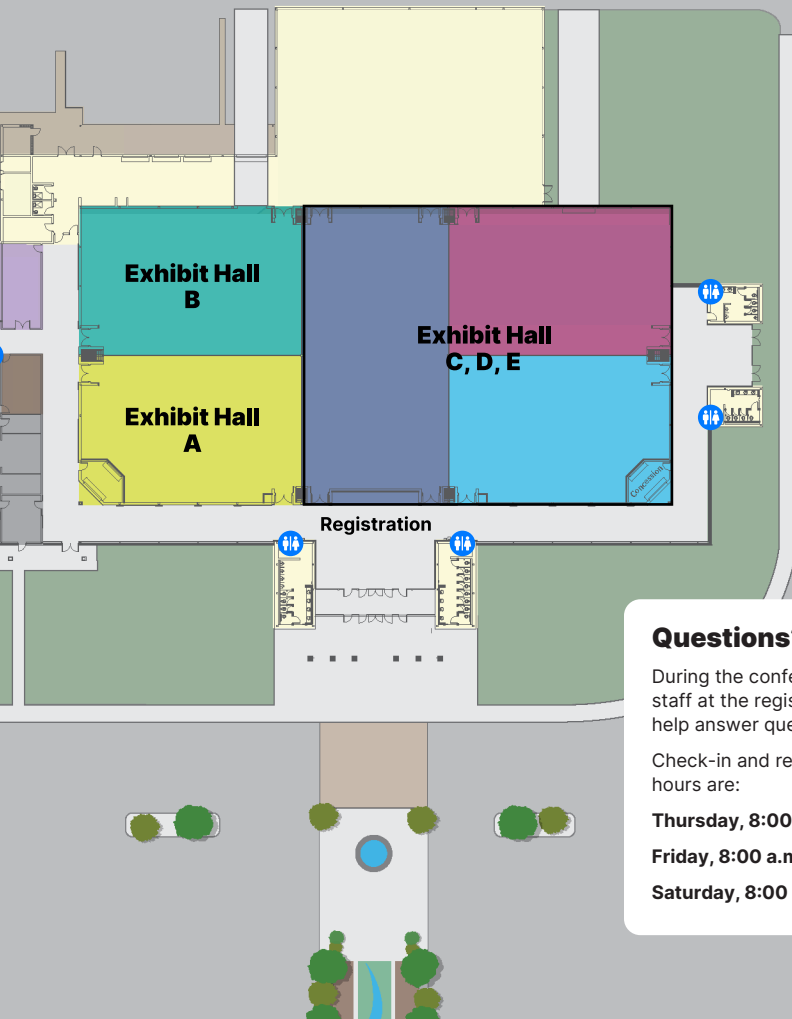 Exhibit Hall
B
Exhibit Hall
C, D, E
Exhibit Hall
A
Concession
Registration
Questions?
During the confe
staff at the regis
help answer que
Check-in and re
hours are:
Thursday, 8:00
Friday, 8:00 a.m
Saturday, 8:00